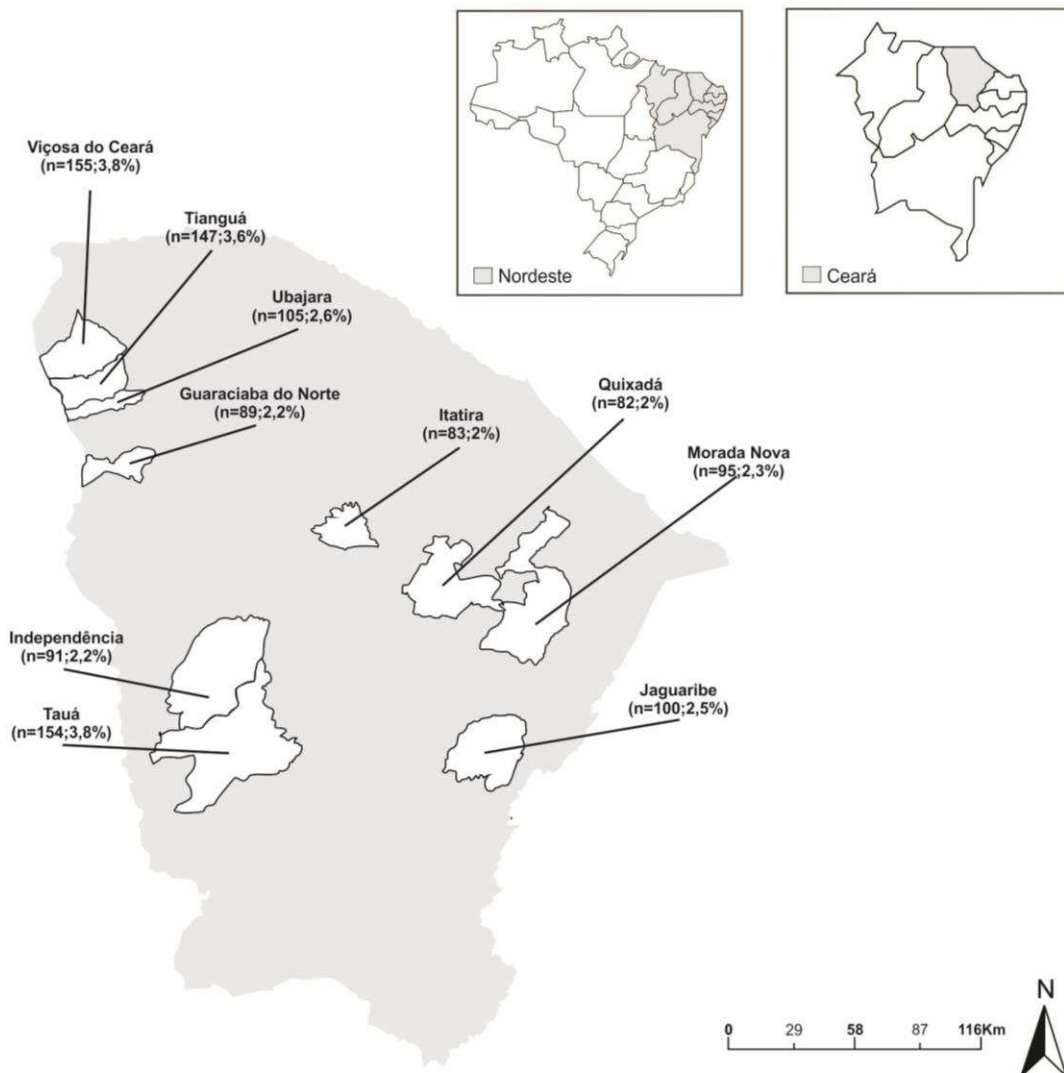 Nordeste
Ceará
Viçosa do Ceará
(n=155;3,8%)
Tianguá
(n=147;3,6%)
Ubajara
(n=105;2,6%)
Guaraciaba do Norte
(n=89;2,2%)
Itatira
(n=83;2%)
Quixadá
(n=82;2%)
Morada Nova
(n=95;2,3%)
Independência
(n=91;2,2%)
Tauá
(n=154;3,8%)
Jaguaribe
(n=100;2,5%)
N
0 29 58 87 116Km